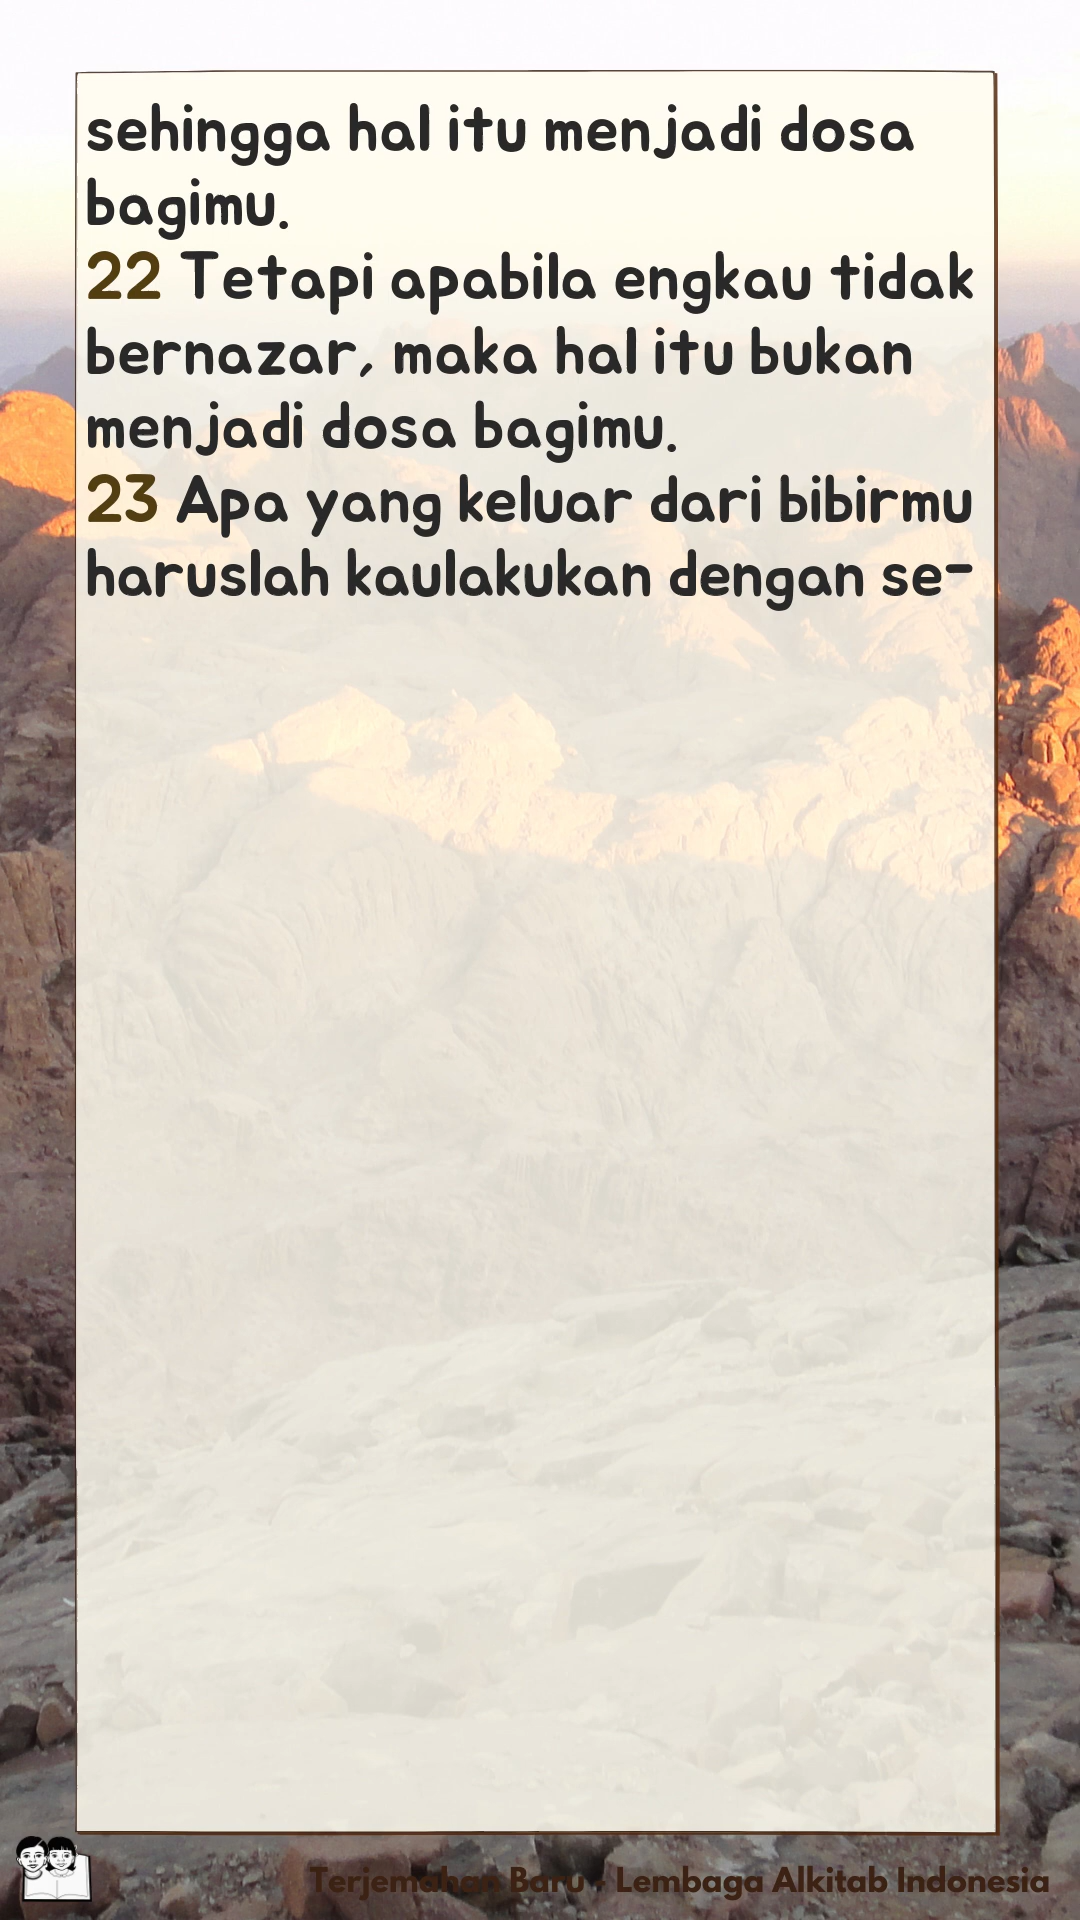 sehingga hal itu menjadi dosa
bagimu.
22 Tetapi apabila engkau tidak
bernazar, maka hal itu bukan
menjadi dosa bagimu.
23 Apa yang keluar dari bibirmu
haruslah kaulakukan dengan se-
Terjemahan Baru - Lembaga Alkitab Indonesia